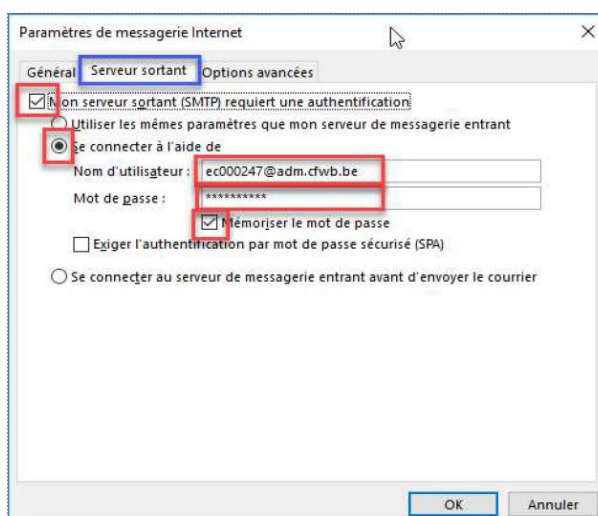 Paramètres de messagerie Internet
Général Serveur sortant Options avancées
Mon serveur sortant (SMTP) requiert une authentification
Utiliser les mêmes paramètres que mon serveur de messagerie entrant
Se connecter à l'aide de
Nom d'utilisateur : ec000247@adm.cfwb.be
Mot de passe : **********
Mémoriser le mot de passe
Exiger l'authentification par mot de passe sécurisé (SPA)
Se connecter au serveur de messagerie entrant avant d'envoyer le courrier
OK Annuler